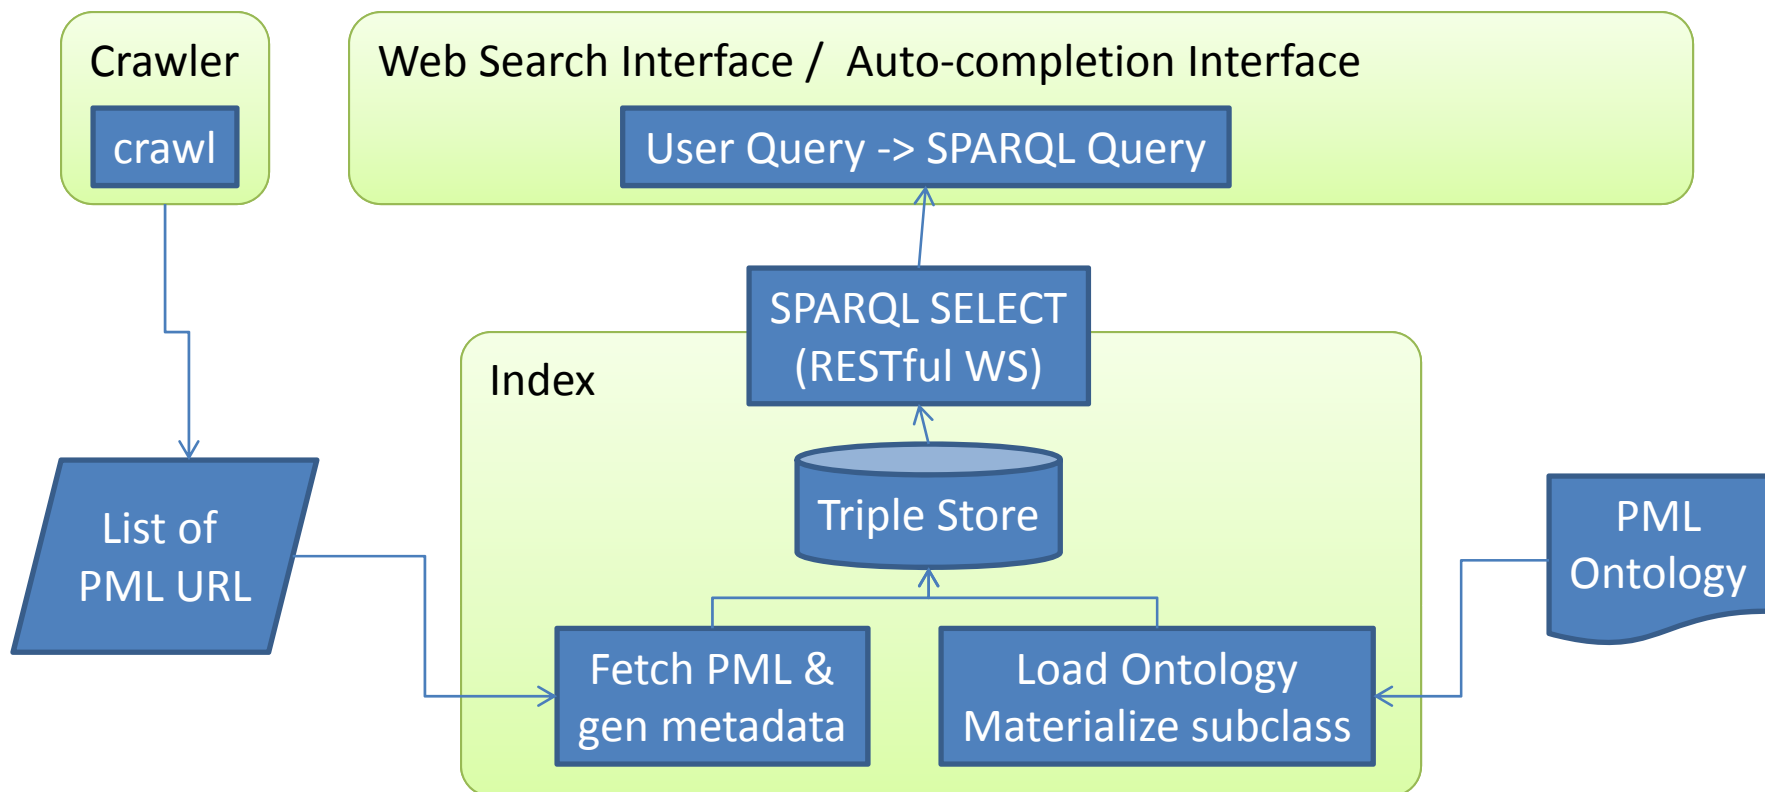 Crawler
crawl
Web Search Interface /  Auto-completion Interface
User Query -> SPARQL Query
SPARQL SELECT
(RESTful WS)
Index
Triple Store
List of
PML URL
PML
Ontology
Fetch PML &
gen metadata
Load Ontology
Materialize subclass